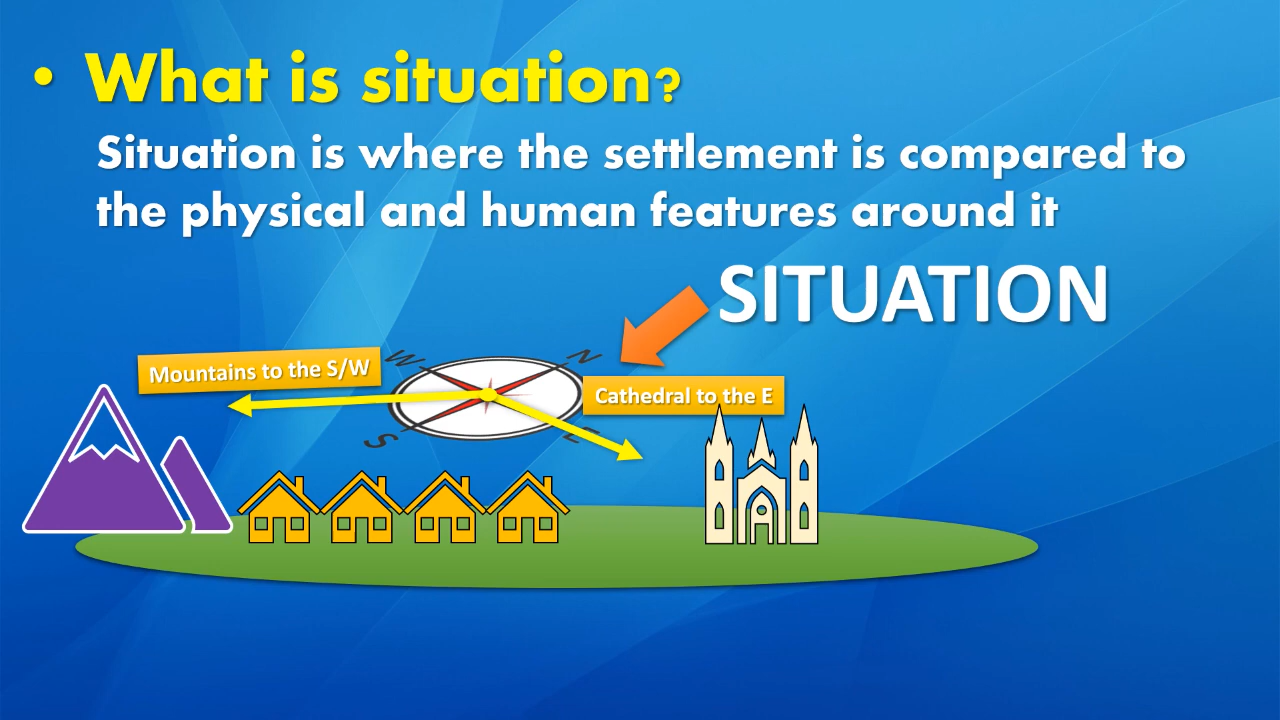 • What is situation?
Situation is where the settlement is compared to
the physical and human features around it
SITUATION
W
N
Mountains to the S/W
Cathedral to the E
S
E